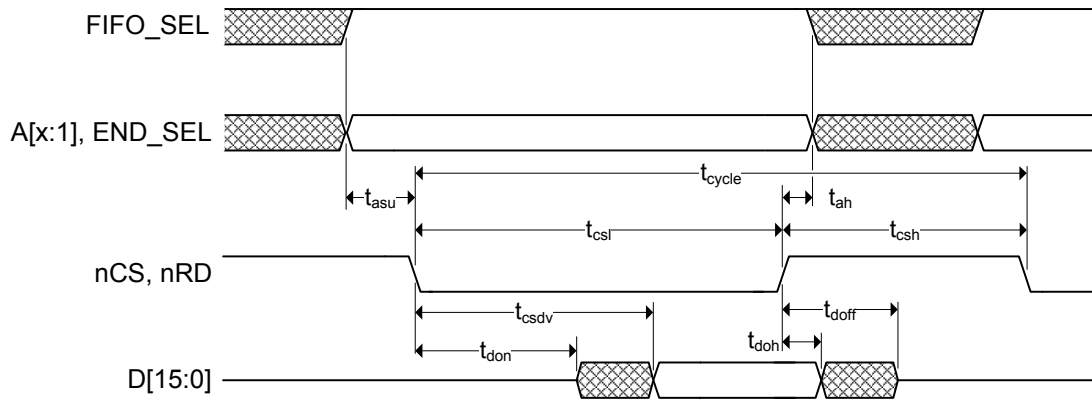 FIFO_SEL
A[x:1], END_SEL
tcycle
tasu
tah
tcsl
tcsh
nCS, nRD
tcsdv
tdoff
tdon
tdoh
D[15:0]